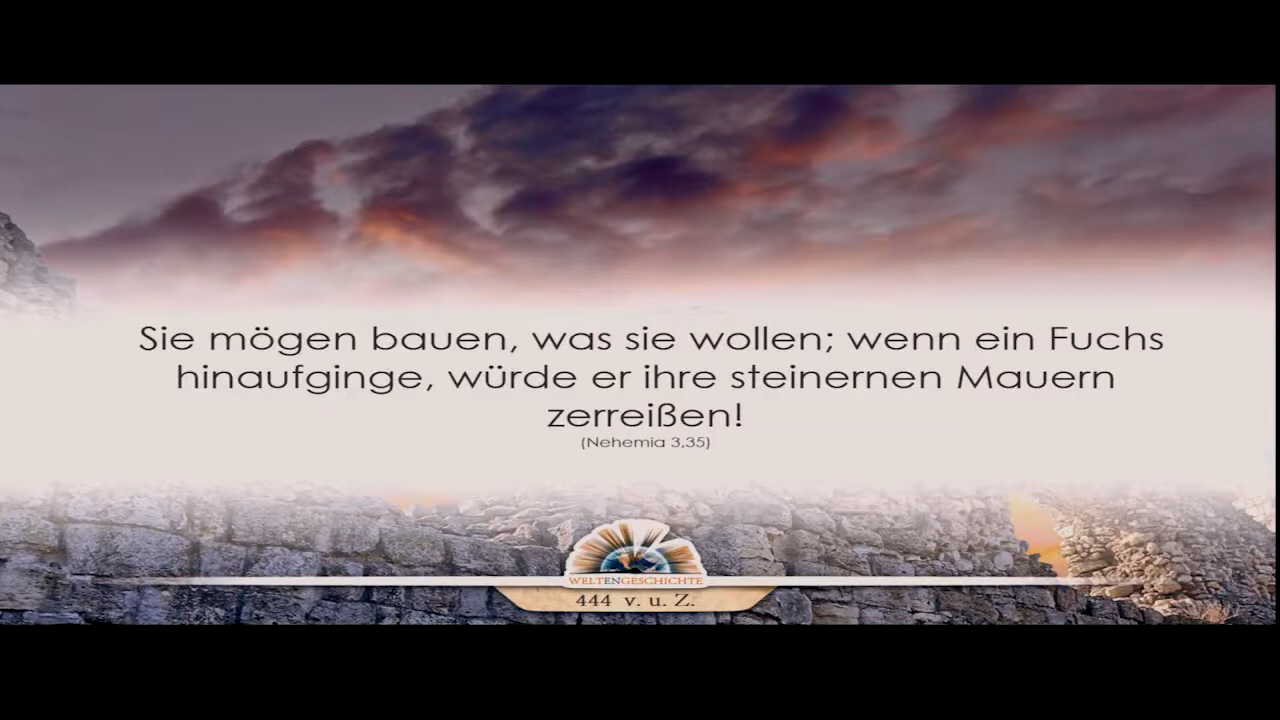 Sie mögen bauen, was sie wollen; wenn ein Fuchs
hinaufginge, würde er ihre steinernen Mauern
zerreißen!
(Nehemia 3,35)
WELTENGESCHICHTE
444 v. u. Z.